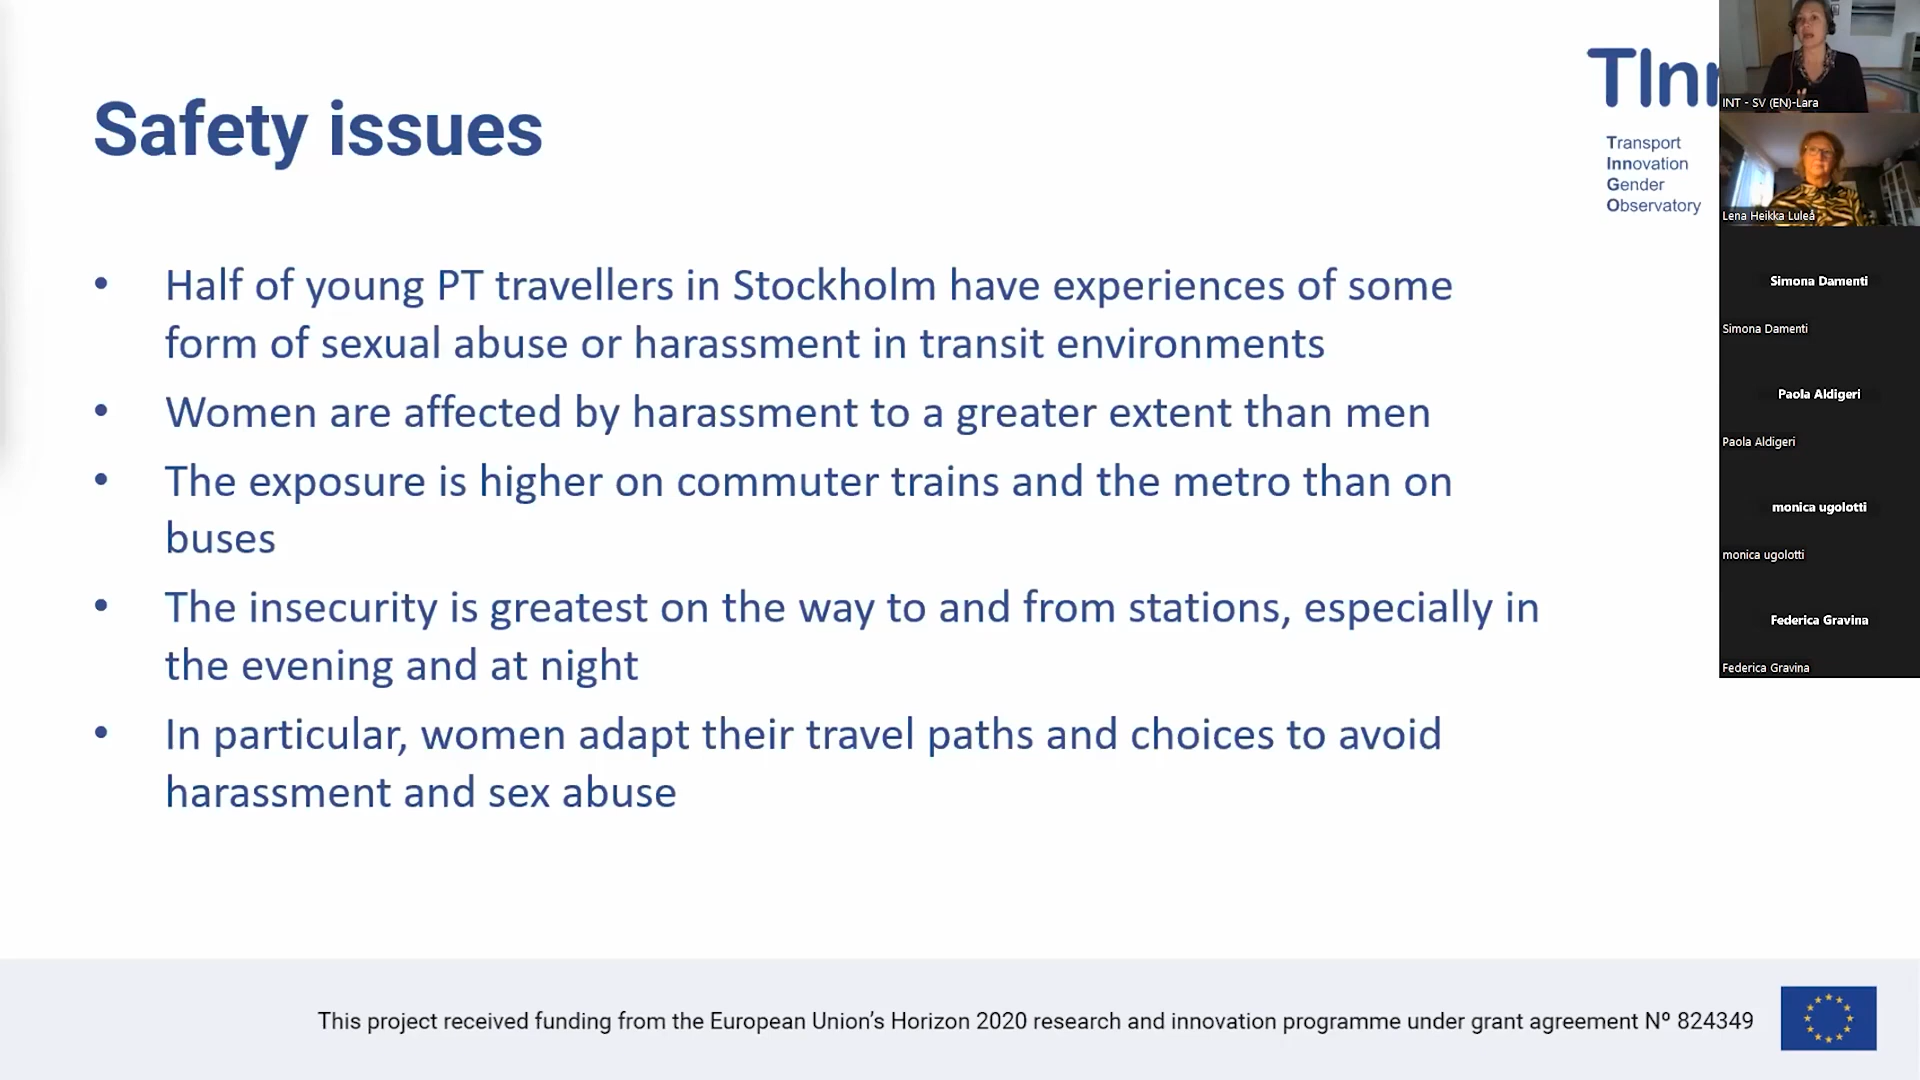 Safety issues
TInn
Transport
Innovation
Gender
Observatory
• Half of young PT travellers in Stockholm have experiences of some
form of sexual abuse or harassment in transit environments
• Women are affected by harassment to a greater extent than men
• The exposure is higher on commuter trains and the metro than on
buses
• The insecurity is greatest on the way to and from stations, especially in
the evening and at night
• In particular, women adapt their travel paths and choices to avoid
harassment and sex abuse
This project received funding from the European Union’s Horizon 2020 research and innovation programme under grant agreement Nº 824349
INT - SV (EN)-Lara
Lena Heikka Luleå
Simona Damenti
Simona Damenti
Paola Aldigeri
Paola Aldigeri
monica ugolotti
monica ugolotti
Federica Gravina
Federica Gravina